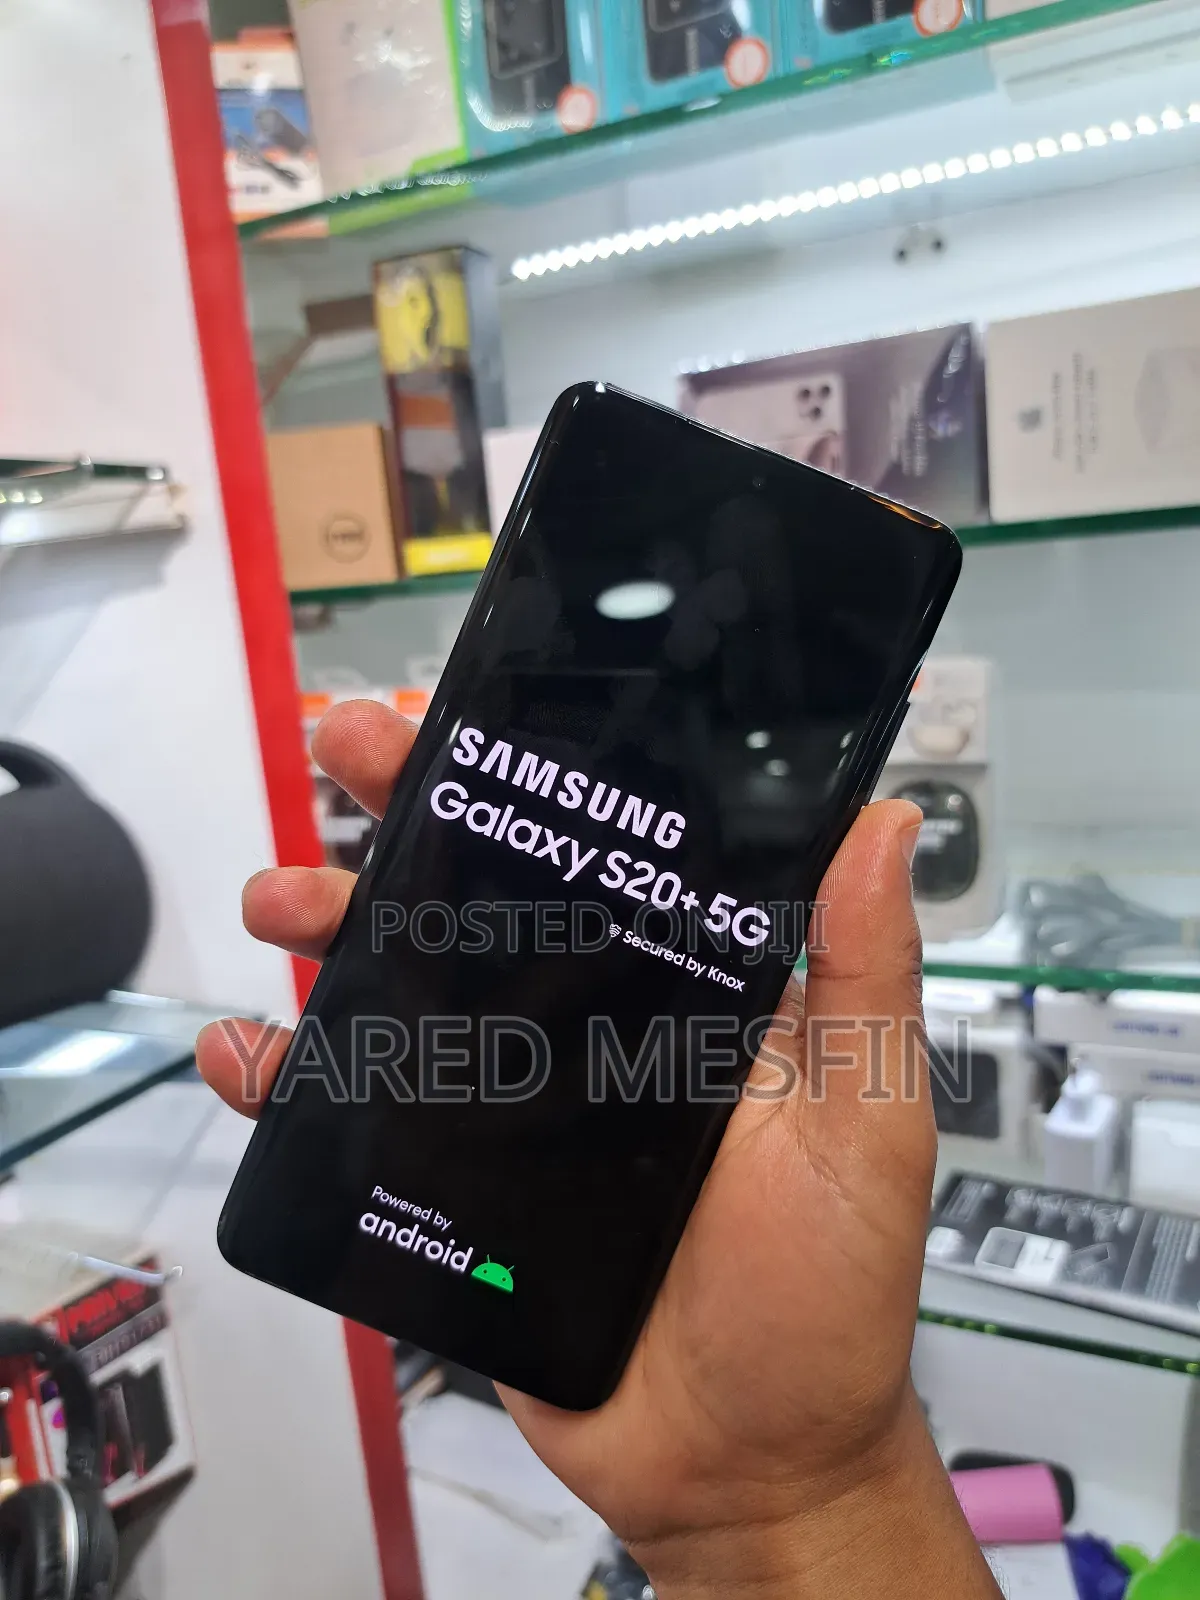 SAMSUNG
Galaxy S20+ 5G
Secured by Knox
POSTED ON JIJI
YARED MESFIN
Powered by
android